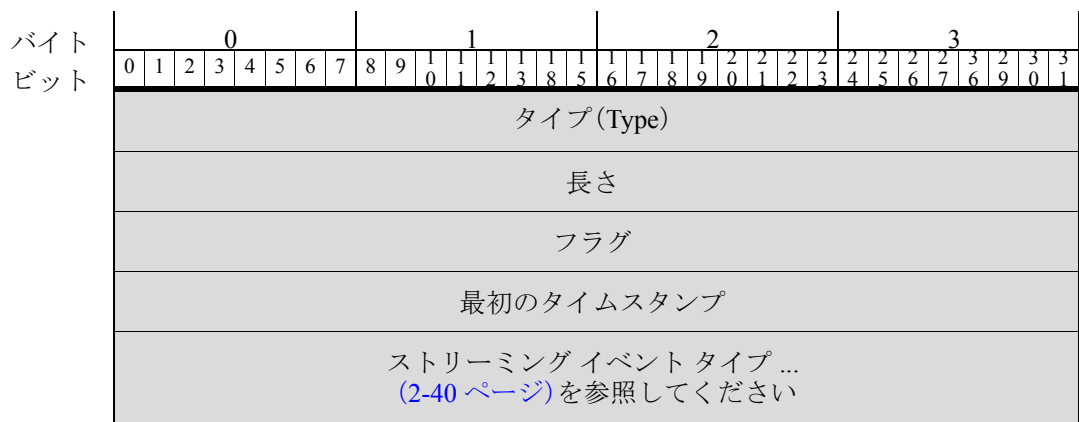 バイト 0 1 2 3
ビット 0 1 2 3 4 5 6 7 8 9 10 11 12 13 18 15 16 17 18 19 20 21 22 23 24 25 26 27 36 29 30 31
タイプ(Type)
長さ
フラグ
最初のタイムスタンプ
ストリーミング イベント タイプ ...
(2-40 ページ)を参照してください